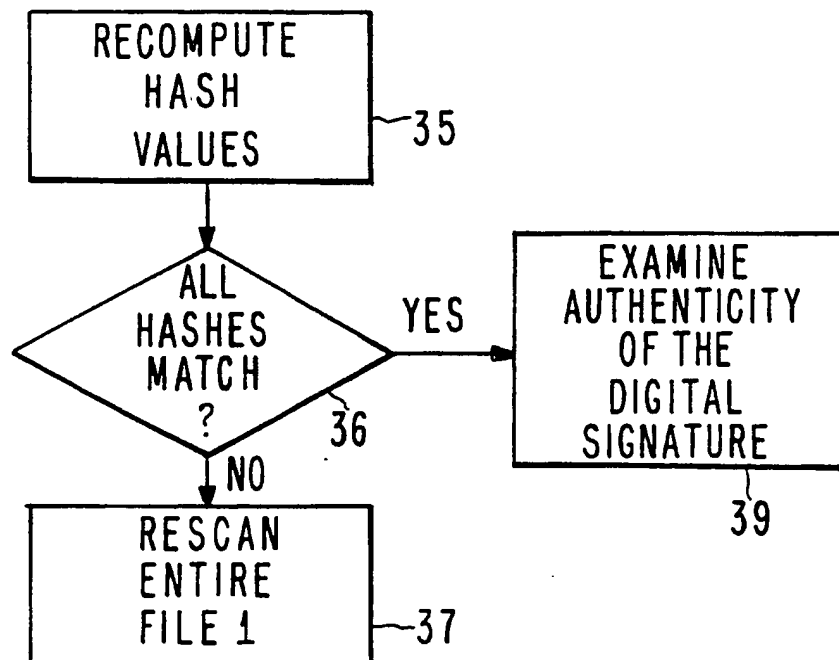 RECOMPUTE
HASH
VALUES
35
ALL
HASHES
MATCH
?
36
YES
EXAMINE
AUTHENTICITY
OF THE
DIGITAL
SIGNATURE
39
NO
RESCAN
ENTIRE
FILE 1
37